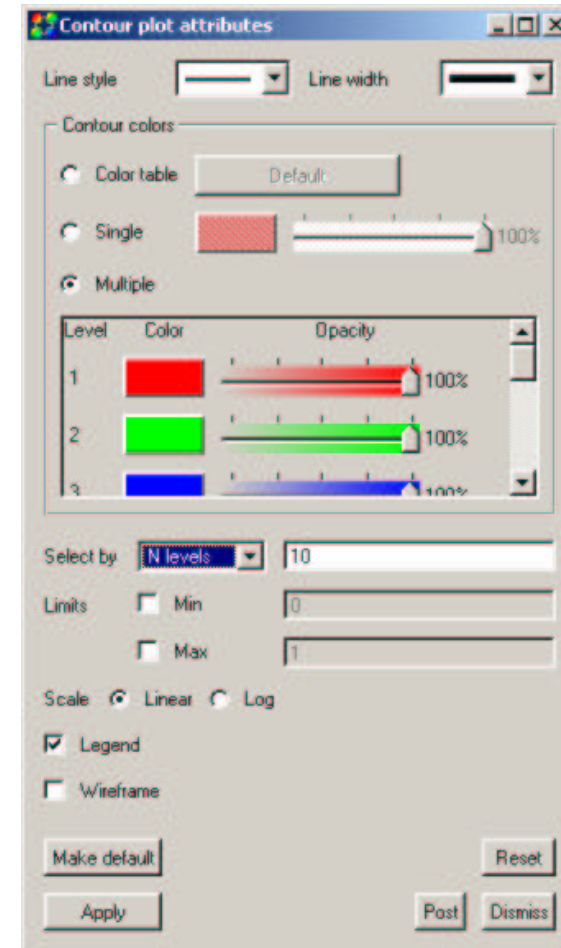 Contour plot attributes
Line style Line width
Contour colors
Color table Default
Single 100%
Multiple
Level Color Opacity
1 100%
2 100%
3 100%
Select by N levels 10
Limits Min 0
Max 1
Scale Linear Log
Legend
Wireframe
Make default Reset
Apply Post Dismiss